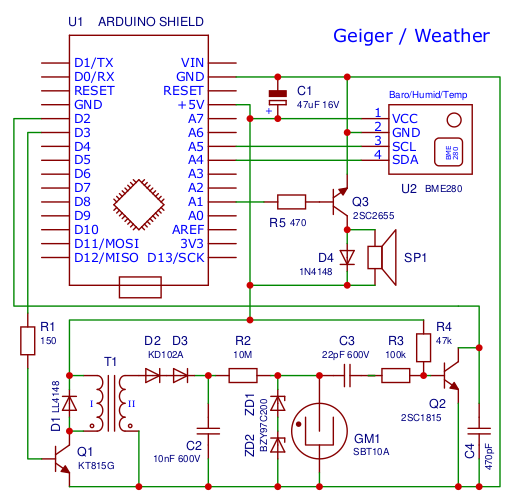 U1 ARDUINO SHIELD
Geiger / Weather
D1/TX VIN
D0/RX GND
RESET RESET
GND +5V
D2 A7
D3 A6
D4 A5
D5 A4
D6 A3
D7 A2
D8 A1
D9 A0
D10 AREF
D11/MOSI 3V3
D12/MISO D13/SCK
C1
47uF 16V
+
Baro/Humid/Temp
1 VCC
2 GND
3 SCL
4 SDA
BME
280
U2 BME280
Q3
2SC2655
R5 470
D4
1N4148
SP1
R1
150
T1
I II
D1 LL4148
Q1
KT815G
D2 D3
KD102A
R2
10M
C2
10nF 600V
ZD1
ZD2
BZY97C200
GM1
SBT10A
C3
22pF 600V
R3
100k
R4
47k
Q2
2SC1815
C4
470pF